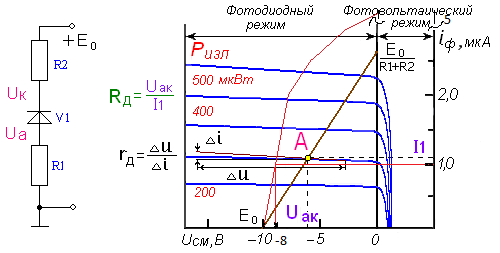 +E0
R2
Uк
V1
Uа
R1
Фотодиодный режим
Фотовольтаический режим
5
iф, мкА
E0
R1+R2
Pизл
500 мкВт
400
200
Rд=Uак/I1
rд=Δu/Δi
Δi
Δu
A
I1
2,0
1,0
E0
Uак
Uсм,В
-10
-8
-5
0
5